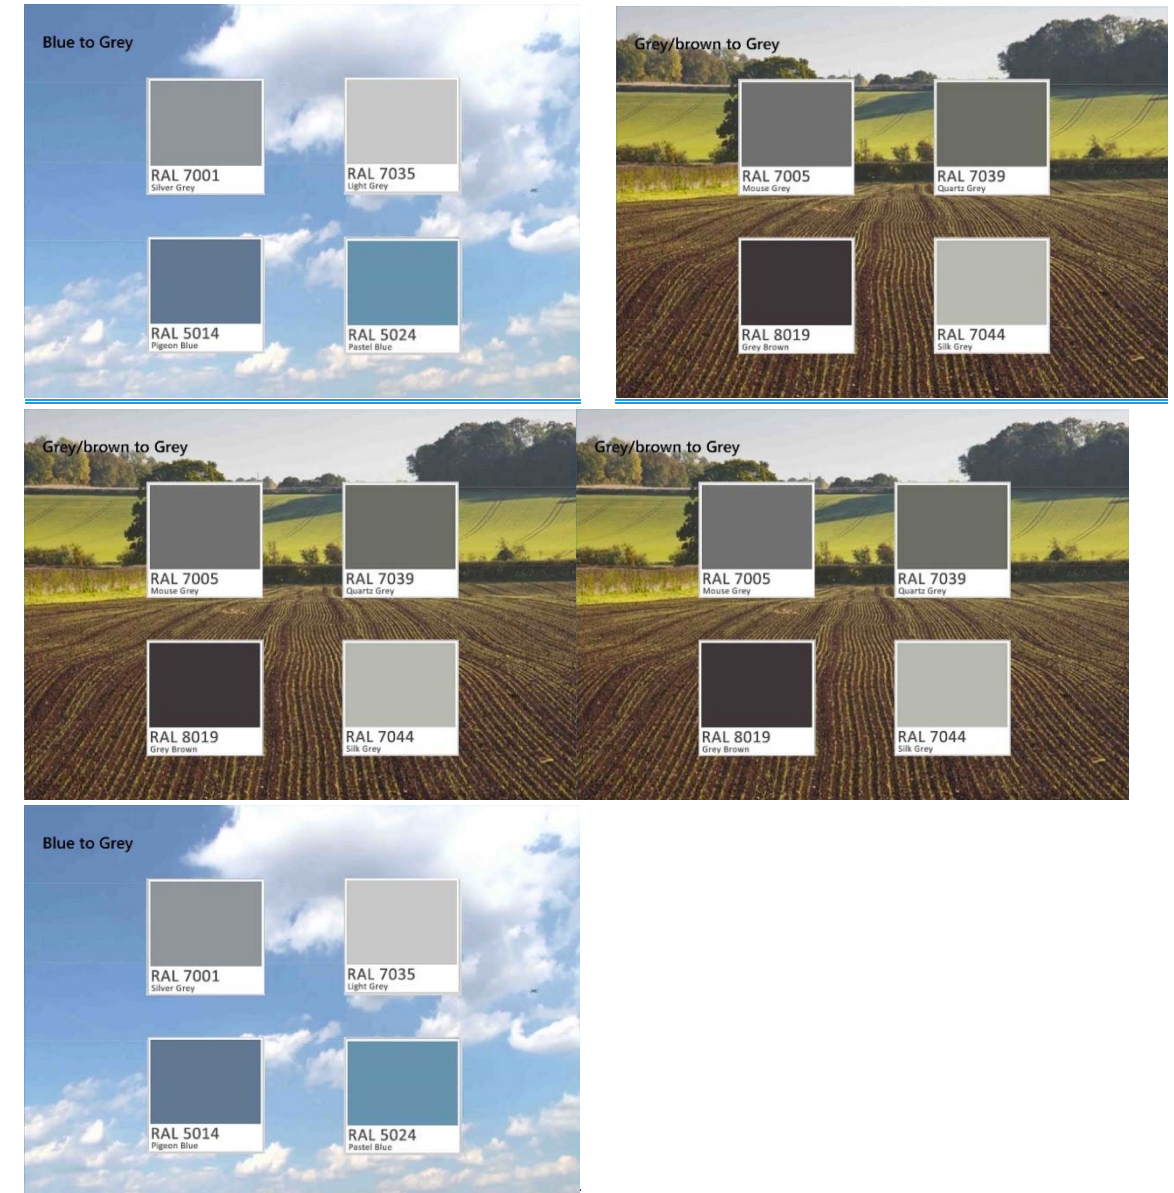 Blue to Grey
RAL 7001
Silver Grey
RAL 7035
Light Grey
RAL 5014
Pigeon Blue
RAL 5024
Pastel Blue
Grey/brown to Grey
RAL 7005
Mouse Grey
RAL 7039
Quartz Grey
RAL 8019
Grey Brown
RAL 7044
Silk Grey
Grey/brown to Grey
RAL 7005
Mouse Grey
RAL 7039
Quartz Grey
RAL 8019
Grey Brown
RAL 7044
Silk Grey
Grey/brown to Grey
RAL 7005
Mouse Grey
RAL 7039
Quartz Grey
RAL 8019
Grey Brown
RAL 7044
Silk Grey
Blue to Grey
RAL 7001
Silver Grey
RAL 7035
Light Grey
RAL 5014
Pigeon Blue
RAL 5024
Pastel Blue